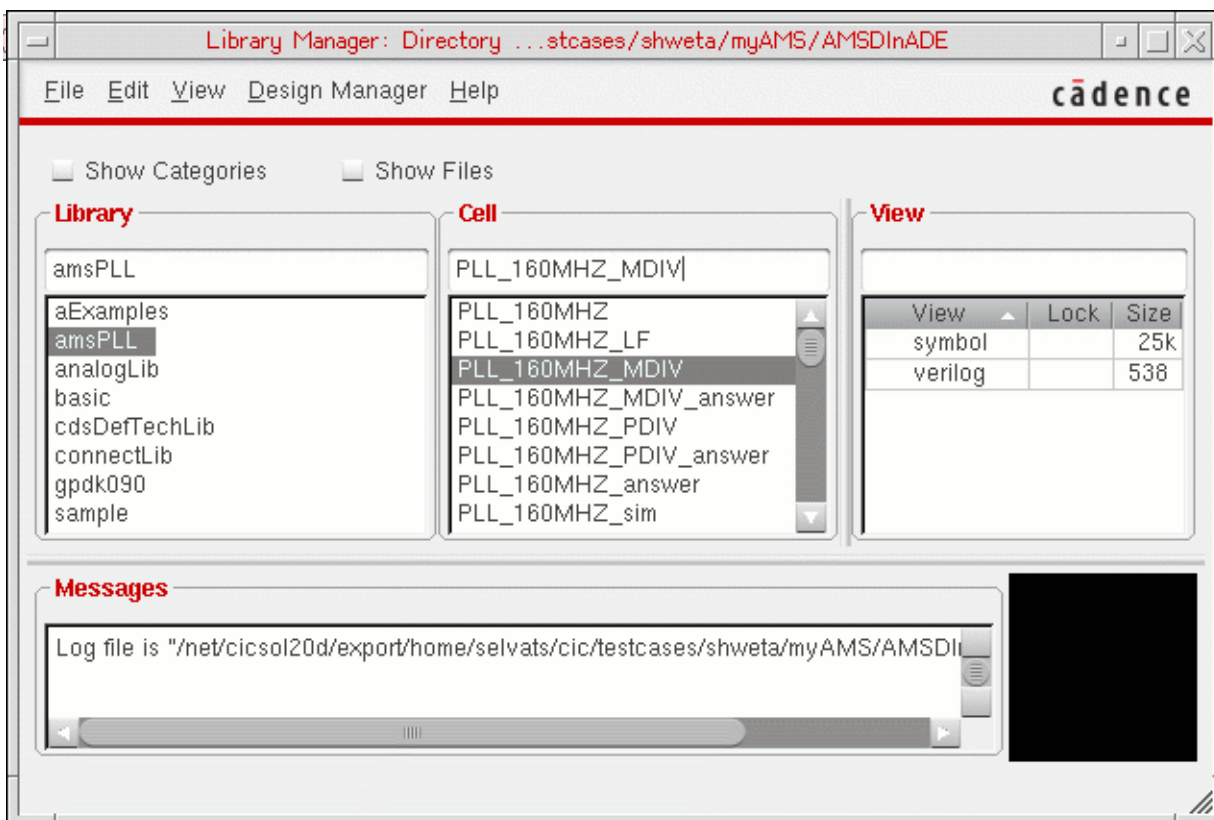 Library Manager: Directory ...stcases/shweta/myAMS/AMSDInADE
File Edit View Design Manager Help
cādence
Show Categories Show Files
Library
Cell
View
amsPLL
PLL_160MHZ_MDIV
aExamples
amsPLL
analogLib
basic
cdsDefTechLib
connectLib
gpdk090
sample
PLL_160MHZ
PLL_160MHZ_LF
PLL_160MHZ_MDIV
PLL_160MHZ_MDIV_answer
PLL_160MHZ_PDIV
PLL_160MHZ_PDIV_answer
PLL_160MHZ_answer
PLL_160MHZ_sim
View Lock Size
symbol 25k
verilog 538
Messages
Log file is "/net/cicsol20d/export/home/selvats/cic/testcases/shweta/myAMS/AMSDI